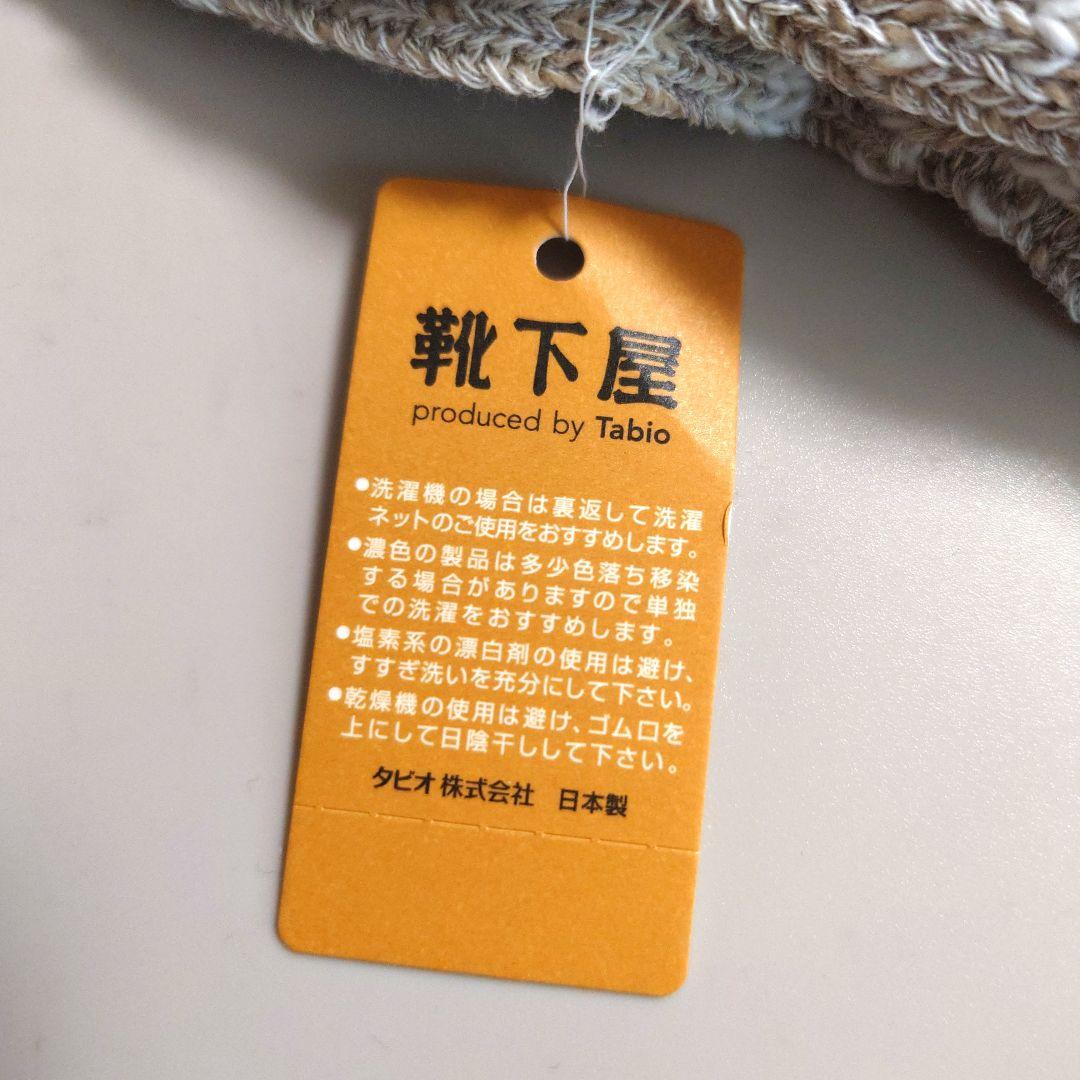 靴下屋
produced by Tabio
●洗濯機の場合は裏返して洗濯
ネットのご使用をおすすめします。
●濃色の製品は多少色落ち移染
する場合がありますので単独
での洗濯をおすすめします。
●塩素系の漂白剤の使用は避け、
すすぎ洗いを充分にして下さい。
●乾燥機の使用は避け、ゴム口を
上にして日陰干しして下さい。
タビオ株式会社 日本製